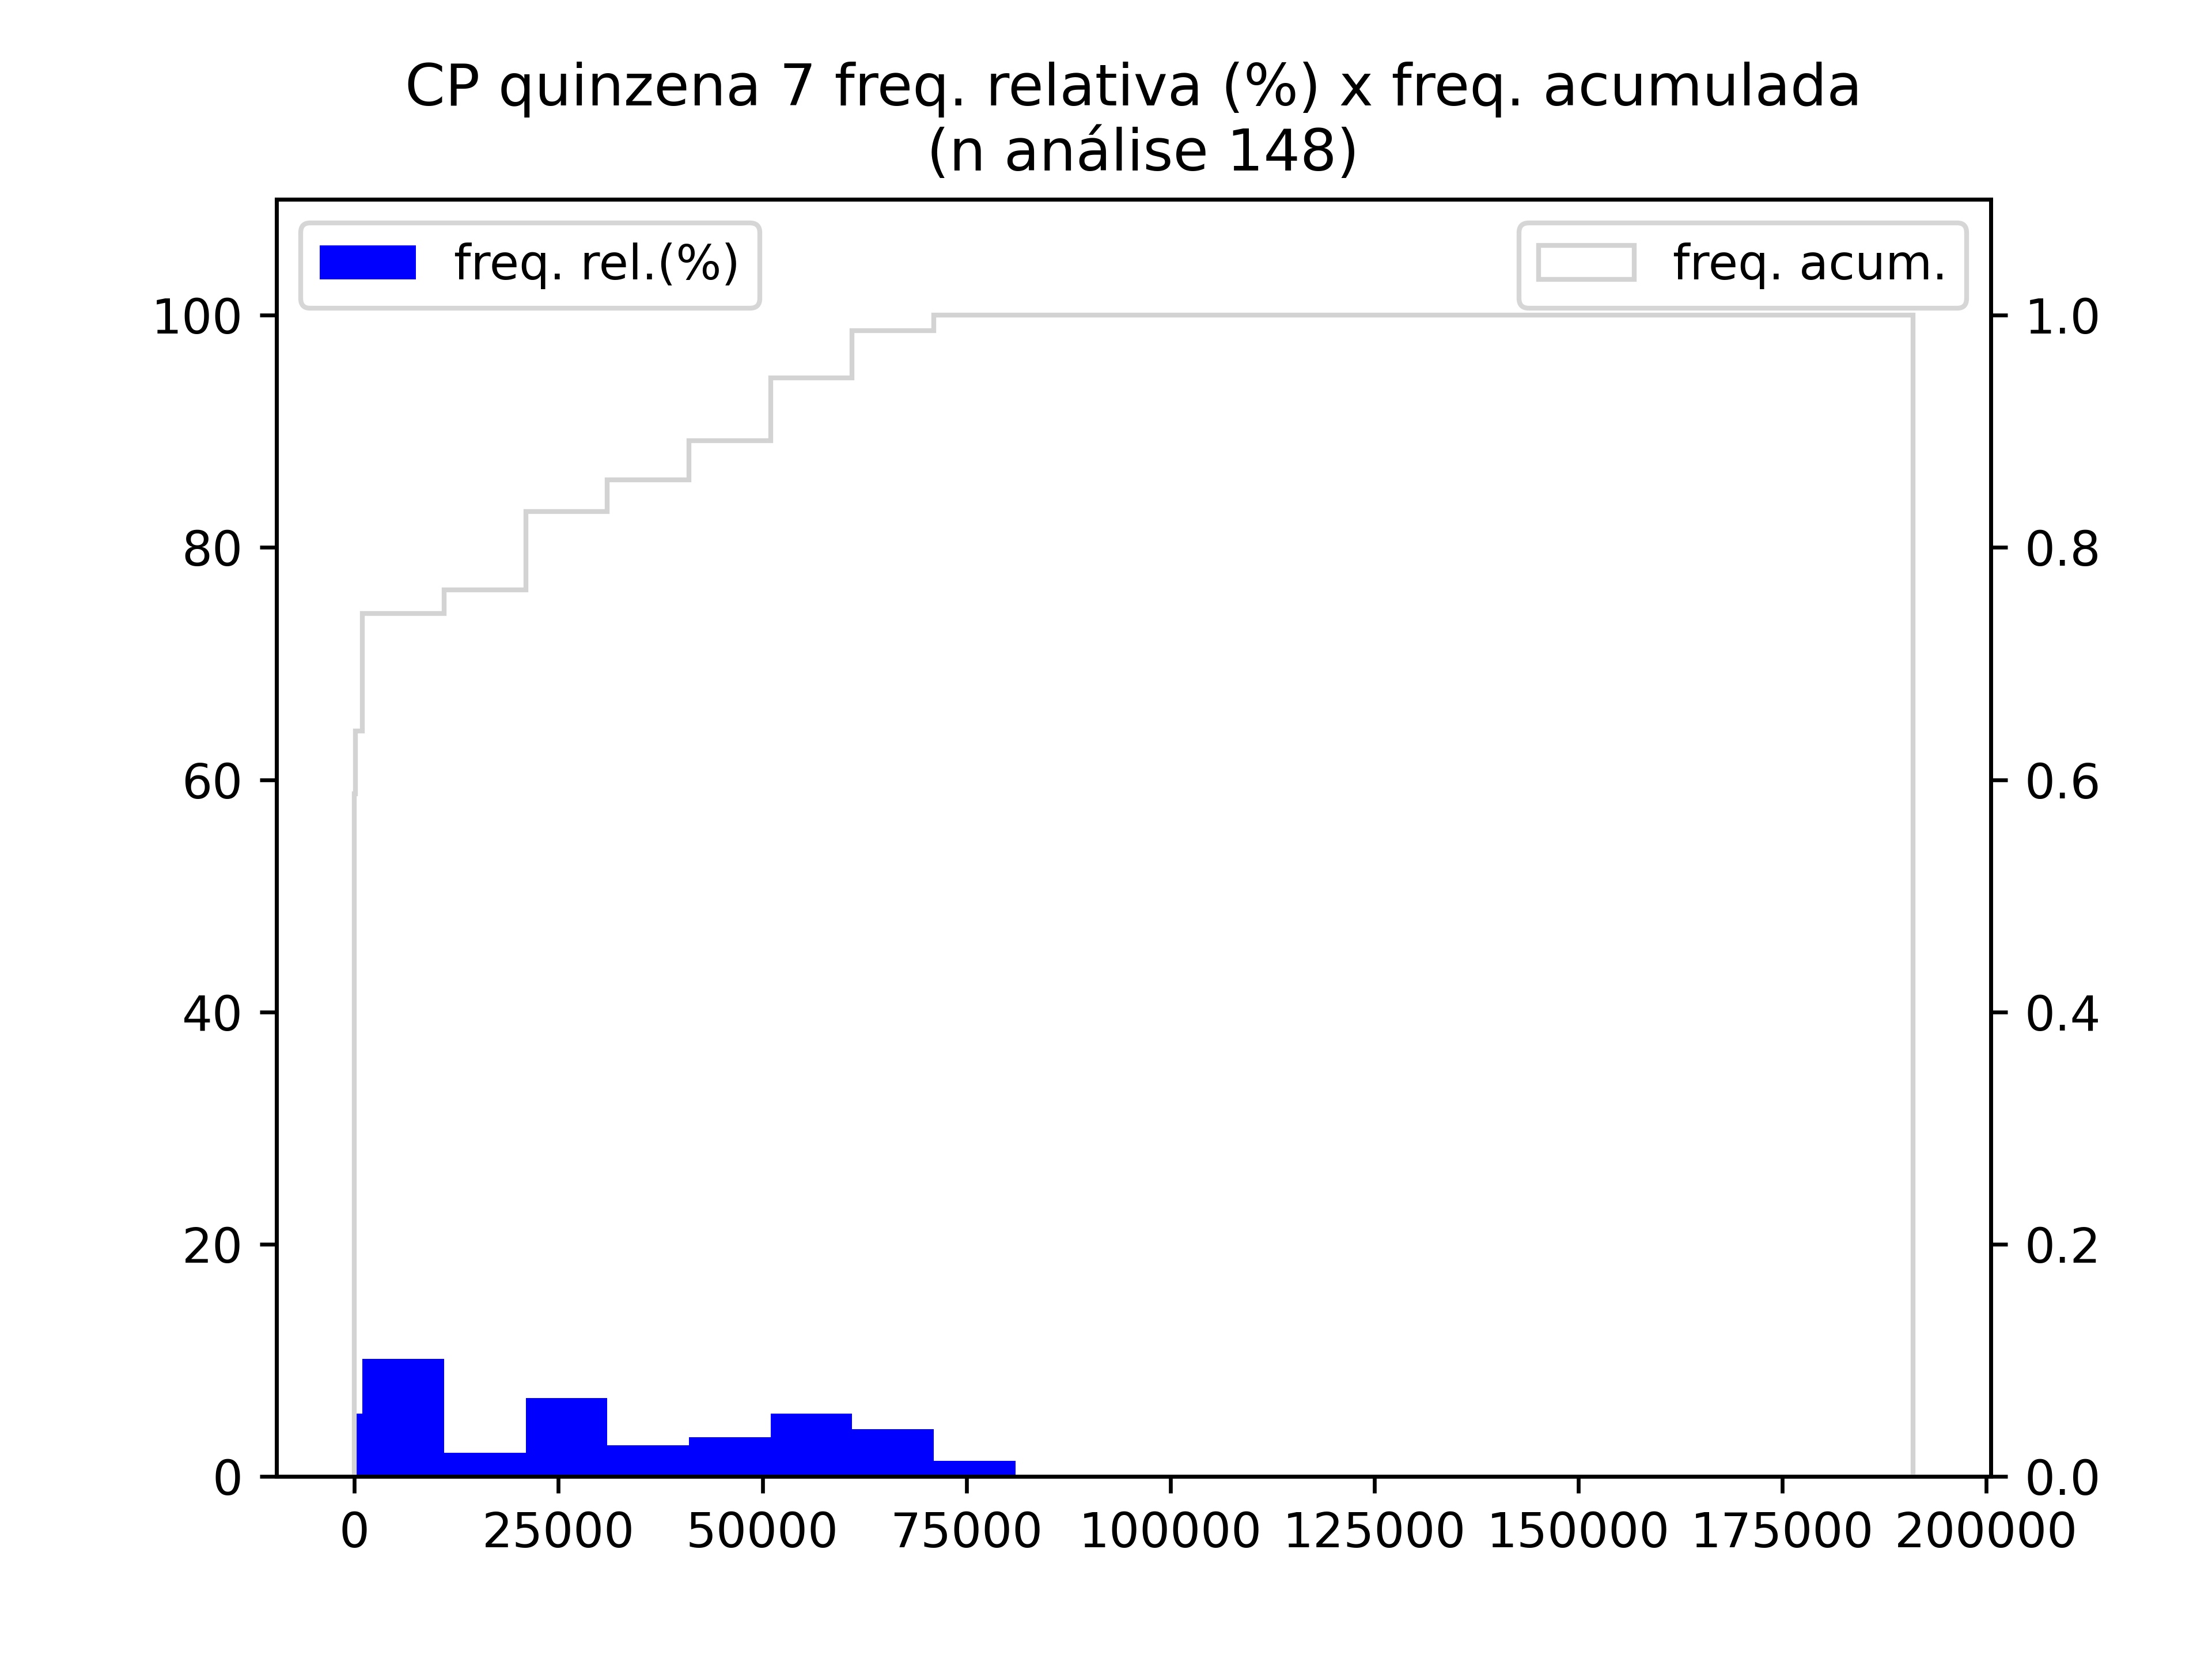 CP quinzena 7 freq. relativa (%) x freq. acumulada
(n análise 148)
freq. rel.(%)
freq. acum.
100
80
60
40
20
0
1.0
0.8
0.6
0.4
0.2
0.0
0 25000 50000 75000 100000 125000 150000 175000 200000